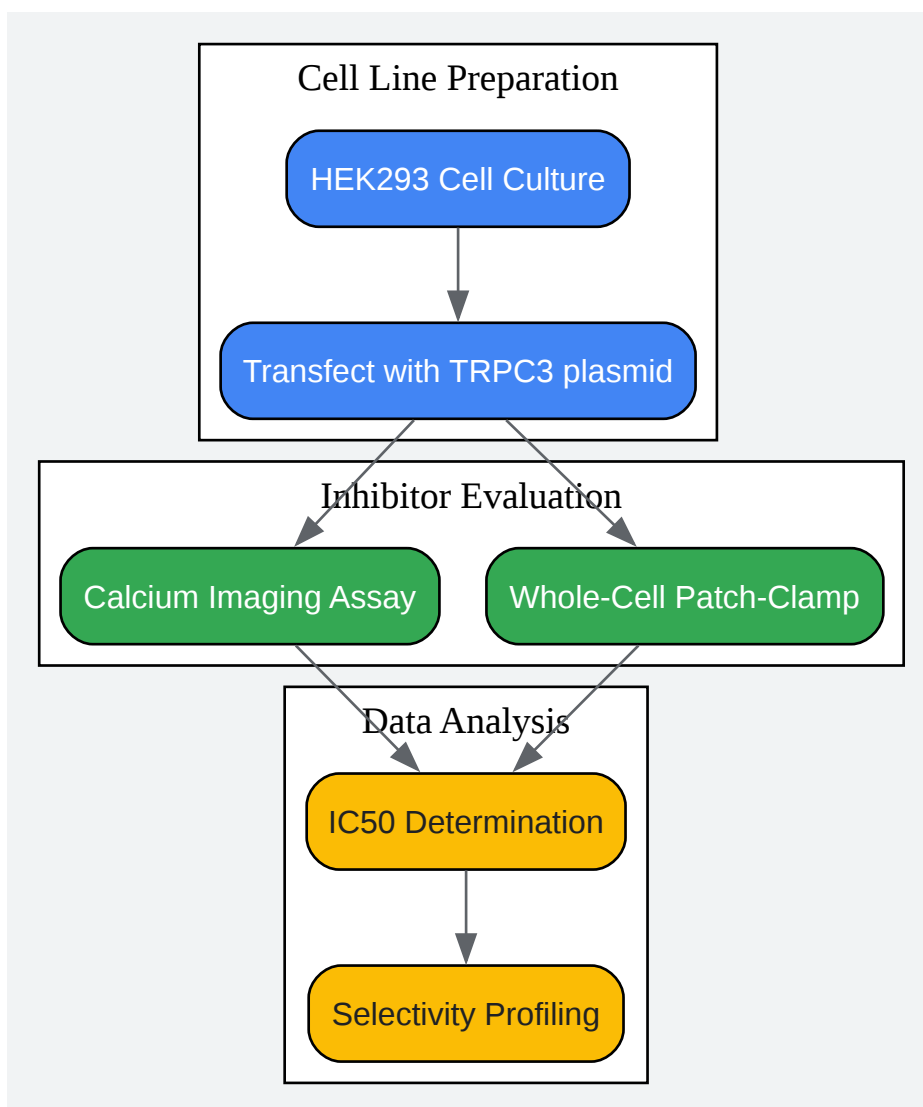 Cell Line Preparation
HEK293 Cell Culture
Transfect with TRPC3 plasmid
Inhibitor Evaluation
Calcium Imaging Assay
Whole-Cell Patch-Clamp
Data Analysis
IC50 Determination
Selectivity Profiling